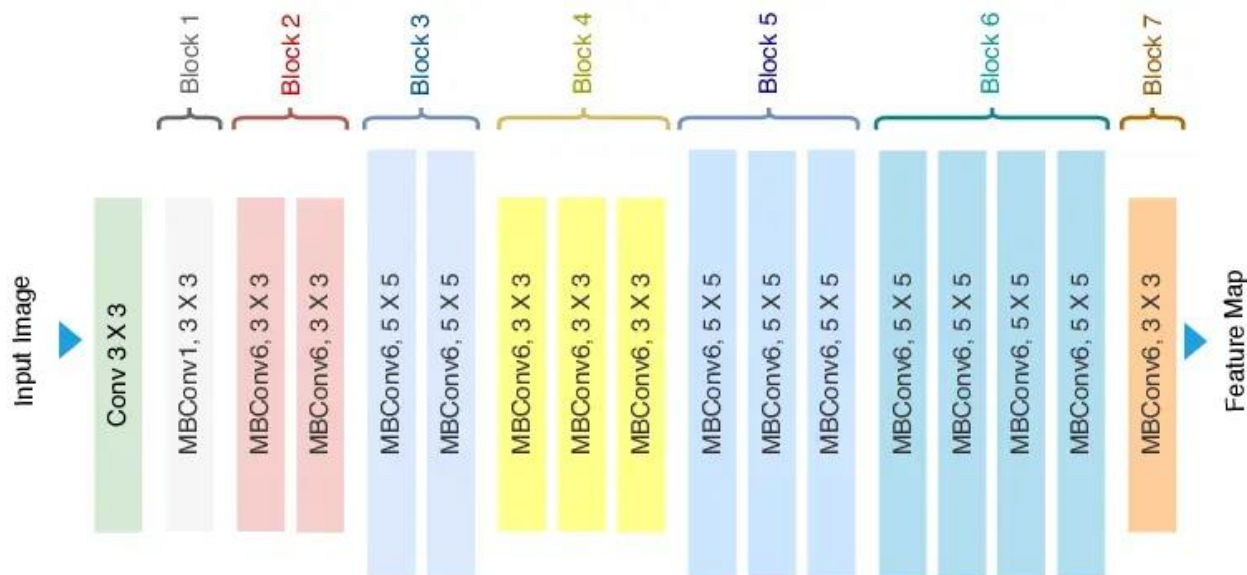 Block 1
Block 2
Block 3
Block 4
Block 5
Block 6
Block 7
Input Image
Conv 3 X 3
MBConv1, 3 X 3
MBConv6, 3 X 3
MBConv6, 3 X 3
MBConv6, 5 X 5
MBConv6, 5 X 5
MBConv6, 3 X 3
MBConv6, 3 X 3
MBConv6, 3 X 3
MBConv6, 5 X 5
MBConv6, 5 X 5
MBConv6, 5 X 5
MBConv6, 5 X 5
MBConv6, 5 X 5
MBConv6, 5 X 5
MBConv6, 5 X 5
MBConv6, 3 X 3
Feature Map